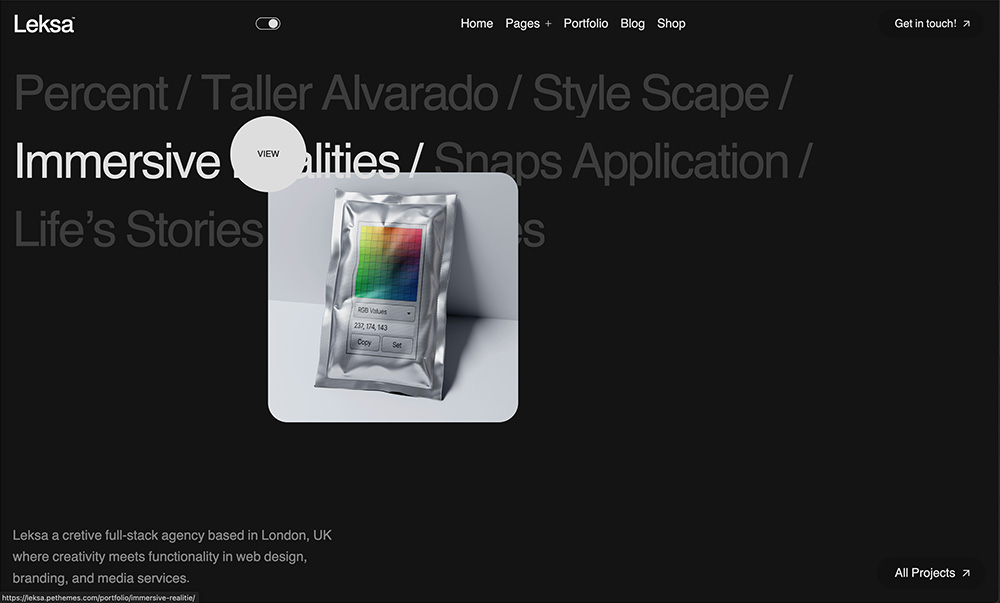 Leksa
Home Pages + Portfolio Blog Shop
Get in touch! ↗
Percent / Taller Alvarado / Style Scape /
Immersive alities / Snaps Application /
VIEW
Life’s Stories es
RGB Values
237, 174, 143
Copy Set
Leksa a cretive full-stack agency based in London, UK
where creativity meets functionality in web design,
branding, and media services.
All Projects ↗
https://leksa.pethemes.com/portfolio/immersive-realitie/